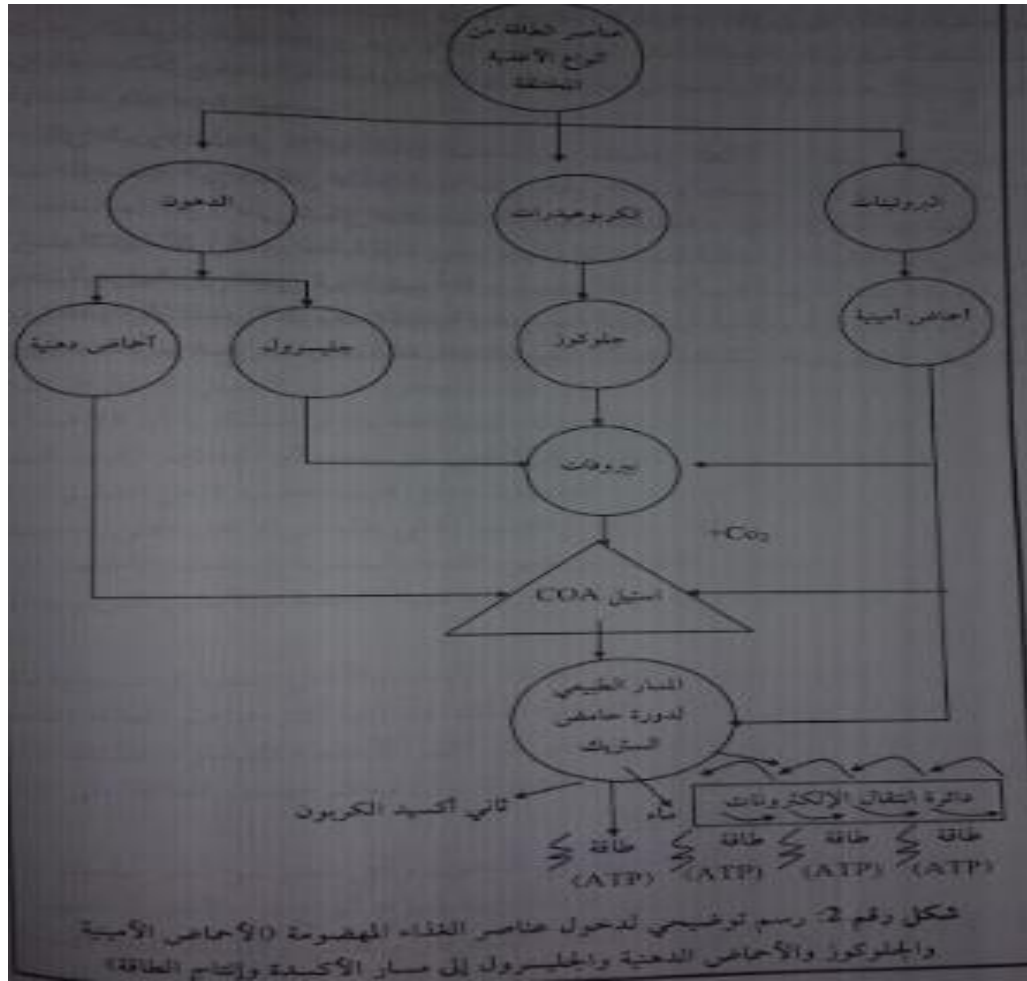 عناصر الطاقة من
أنواع الأغذية
المختلفة
الدهون
الكربوهيدرات
البروتينات
أحماض دهنية
جليسرول
جلوكوز
أحماض أمينية
بيروفات
+Co₂
استيل COA
المسار الطبيعي
لدورة حامض
الستريك
ثاني أكسيد الكربون
ماء
دائرة انتقال الإلكترونات
طاقة طاقة طاقة طاقة
(ATP) (ATP) (ATP) (ATP)
شكل رقم 2: رسم توضيحي لدخول عناصر الغذاء المهضومة (الأحماض الأمينية
والجلوكوز والأحماض الدهنية والجليسرول إلى مسار الأكسدة وإنتاج الطاقة)